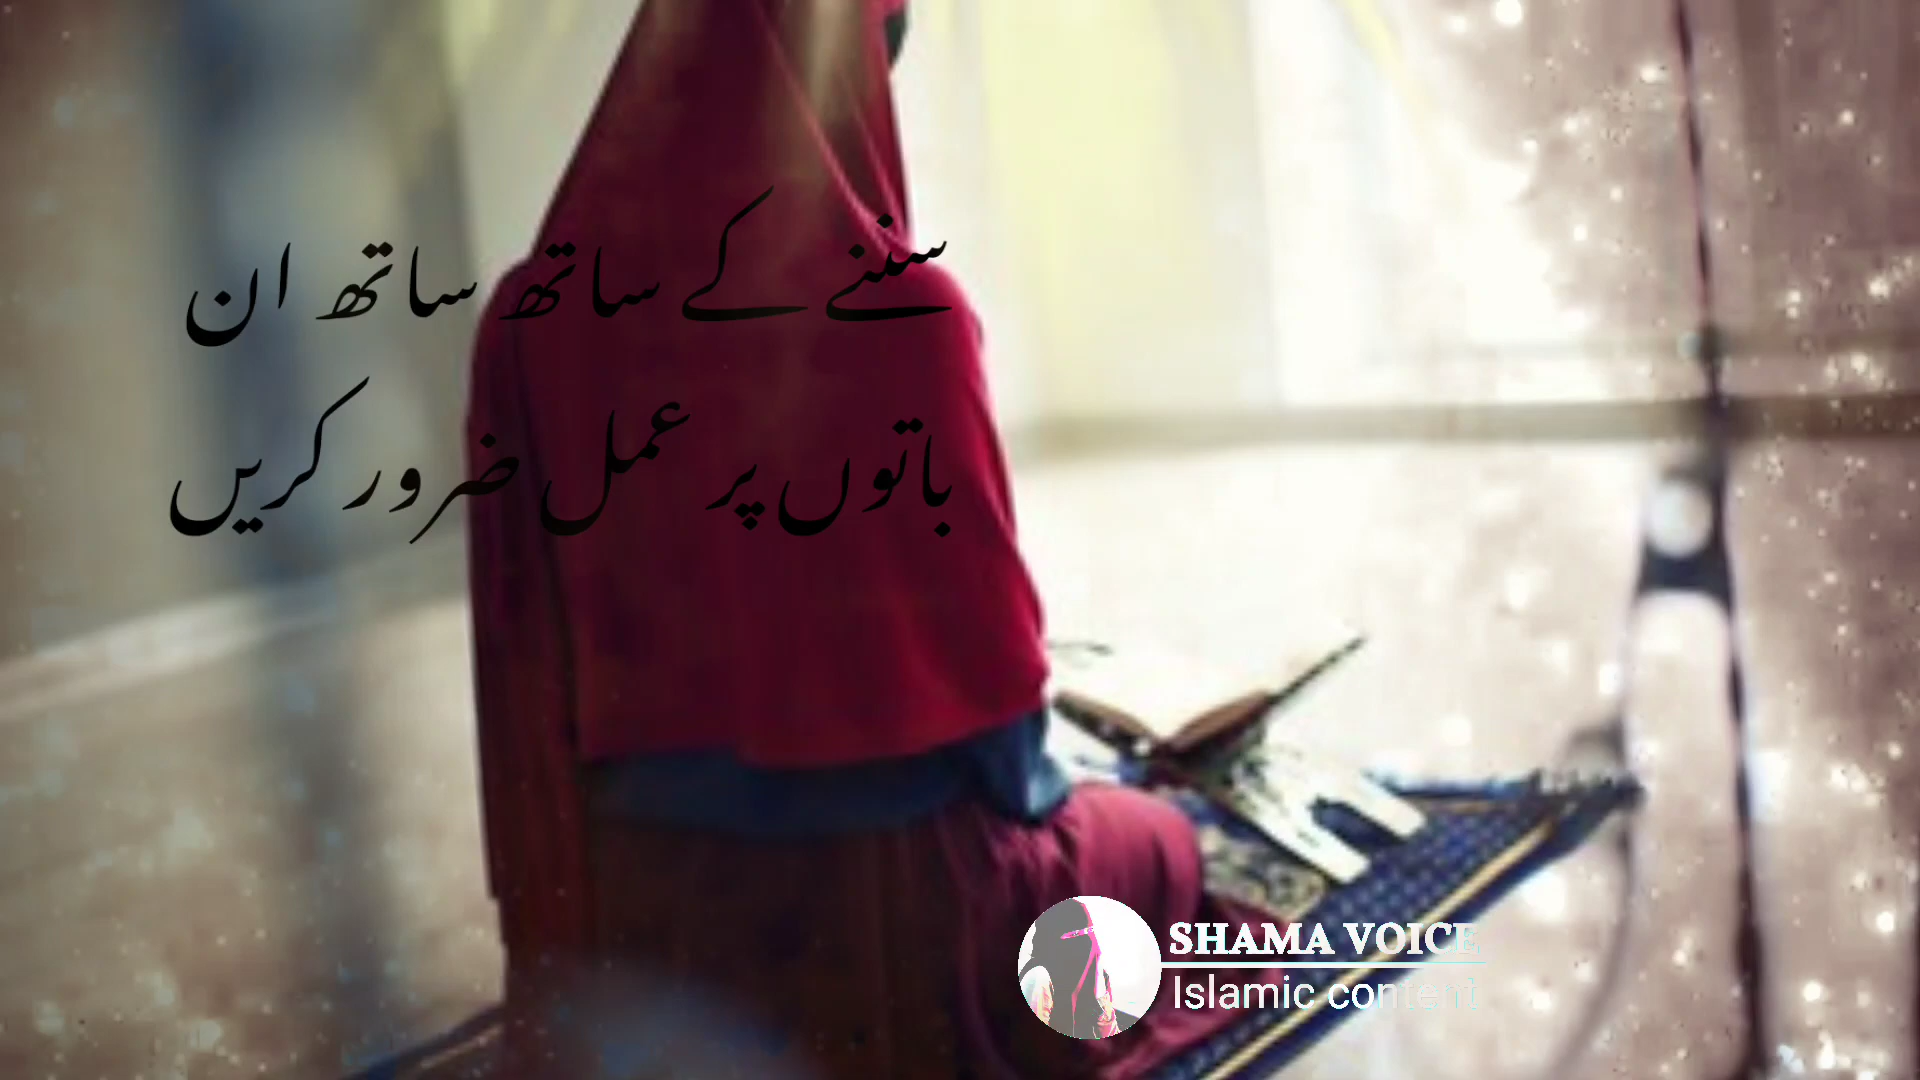 سننے کے ساتھ ساتھ ان
باتوں پر عمل ضرور کریں
SHAMA VOICE
Islamic content